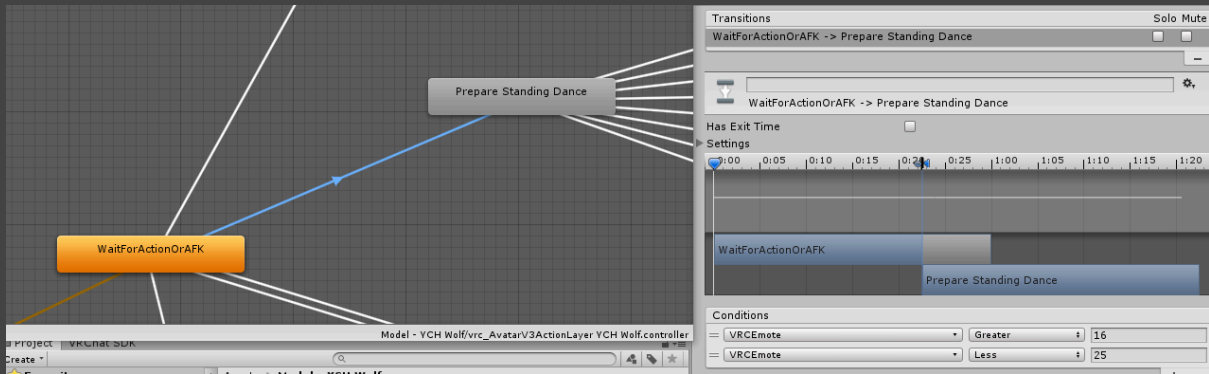 Prepare Standing Dance
WaitForActionOrAFK
Model - YCH Wolf/vrc_AvatarV3ActionLayer YCH Wolf.controller
Project
VRChat SDK
Create
Transitions
Solo Mute
WaitForActionOrAFK -> Prepare Standing Dance
WaitForActionOrAFK -> Prepare Standing Dance
Has Exit Time
Settings
0:00 0:05 0:10 0:15 0:25 1:00 1:05 1:10 1:15 1:20
WaitForActionOrAFK
Prepare Standing Dance
Conditions
= VRCEmote Greater 16
= VRCEmote Less 25